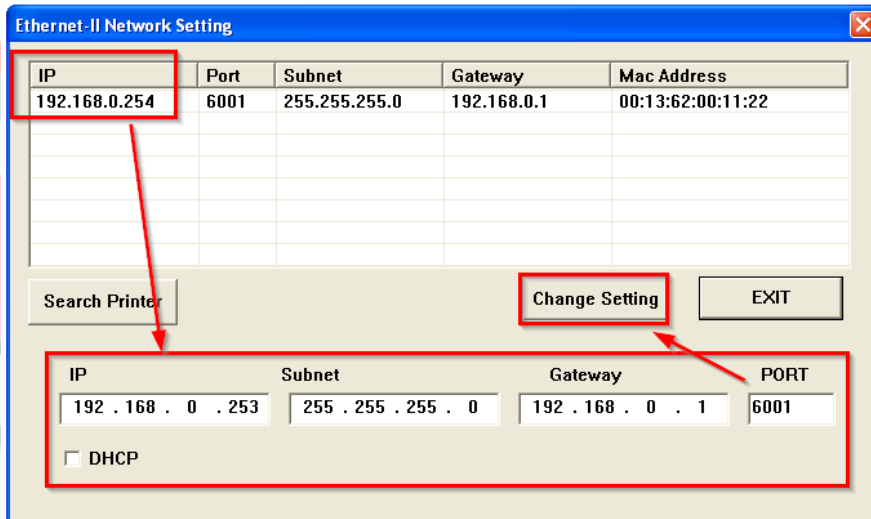 Ethernet-II Network Setting
IP Port Subnet Gateway Mac Address
192.168.0.254 6001 255.255.255.0 192.168.0.1 00:13:62:00:11:22
Search Printer Change Setting EXIT
IP Subnet Gateway PORT
192 . 168 . 0 . 253 255 . 255 . 255 . 0 192 . 168 . 0 . 1 6001
DHCP